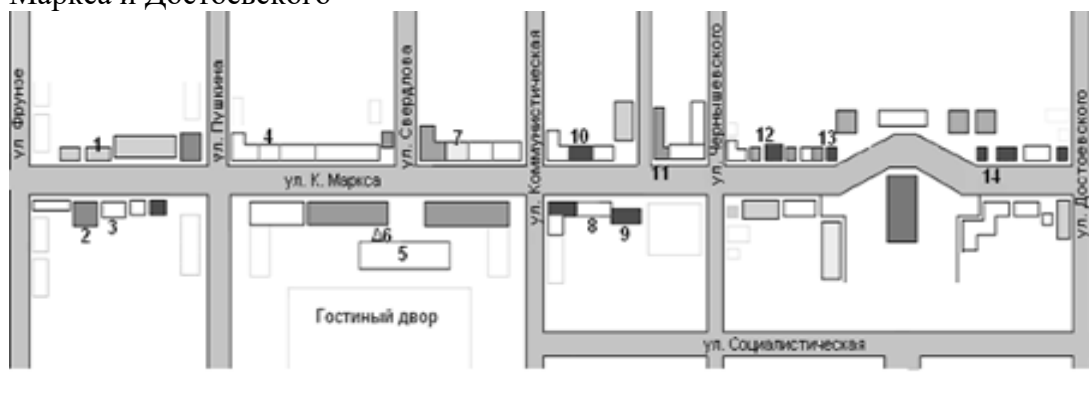 Маркса и Достоевского
ул Фрунзе
ул. Пушкина
ул. Свердлова
ул. Коммунистическая
ул. Чернышевского
ул. Достоевского
1
4
7
10
11
12
13
14
ул. К. Маркса
2
3
Δ6
5
8
9
Гостиный двор
ул. Социалистическая